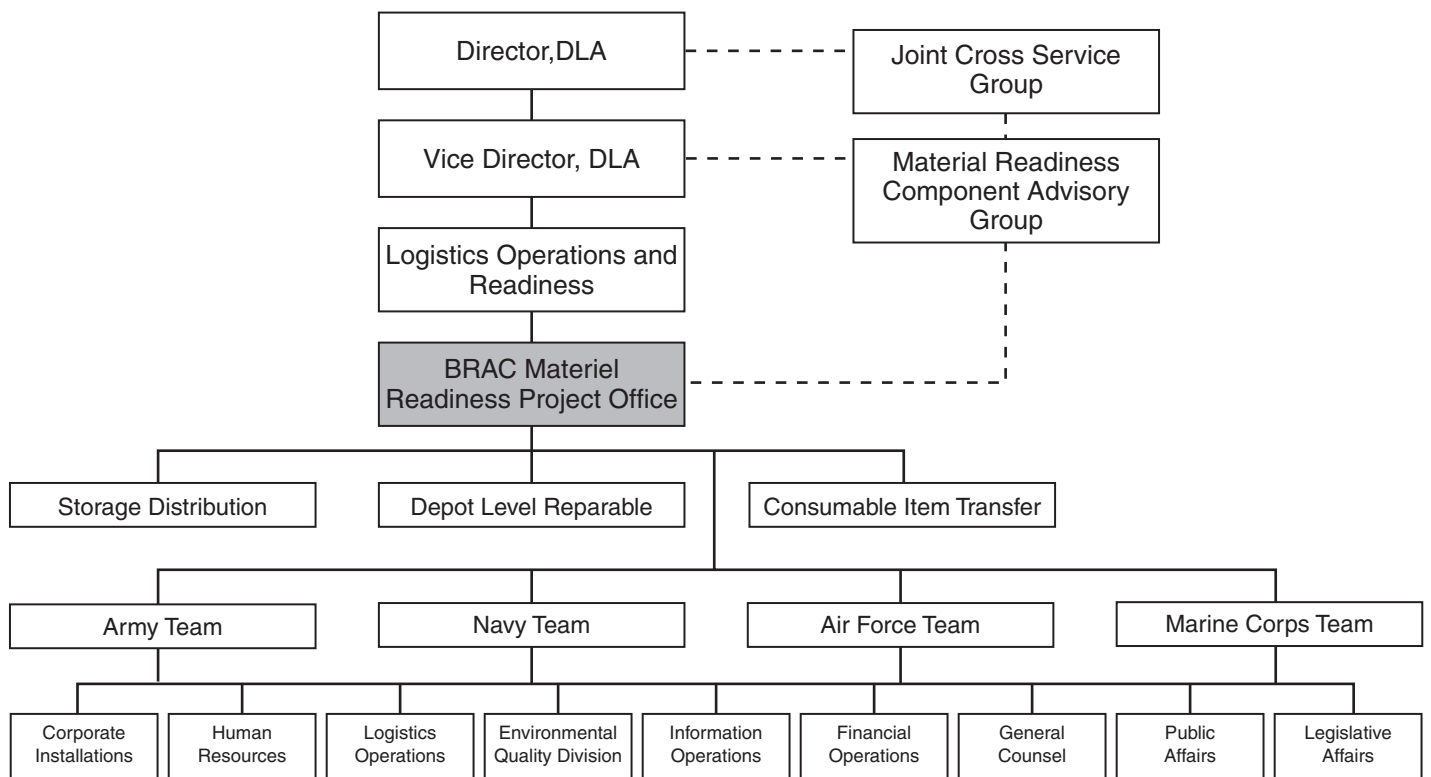 Director,DLA
Joint Cross Service
Group
Vice Director, DLA
Material Readiness
Component Advisory
Group
Logistics Operations and
Readiness
BRAC Materiel
Readiness Project Office
Storage Distribution
Depot Level Reparable
Consumable Item Transfer
Army Team
Navy Team
Air Force Team
Marine Corps Team
Corporate
Installations
Human
Resources
Logistics
Operations
Environmental
Quality Division
Information
Operations
Financial
Operations
General
Counsel
Public
Affairs
Legislative
Affairs